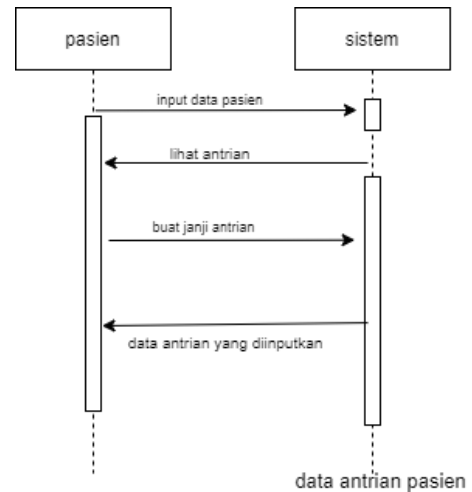 pasien
sistem
input data pasien
lihat antrian
buat janji antrian
data antrian yang diinputkan
data antrian pasien